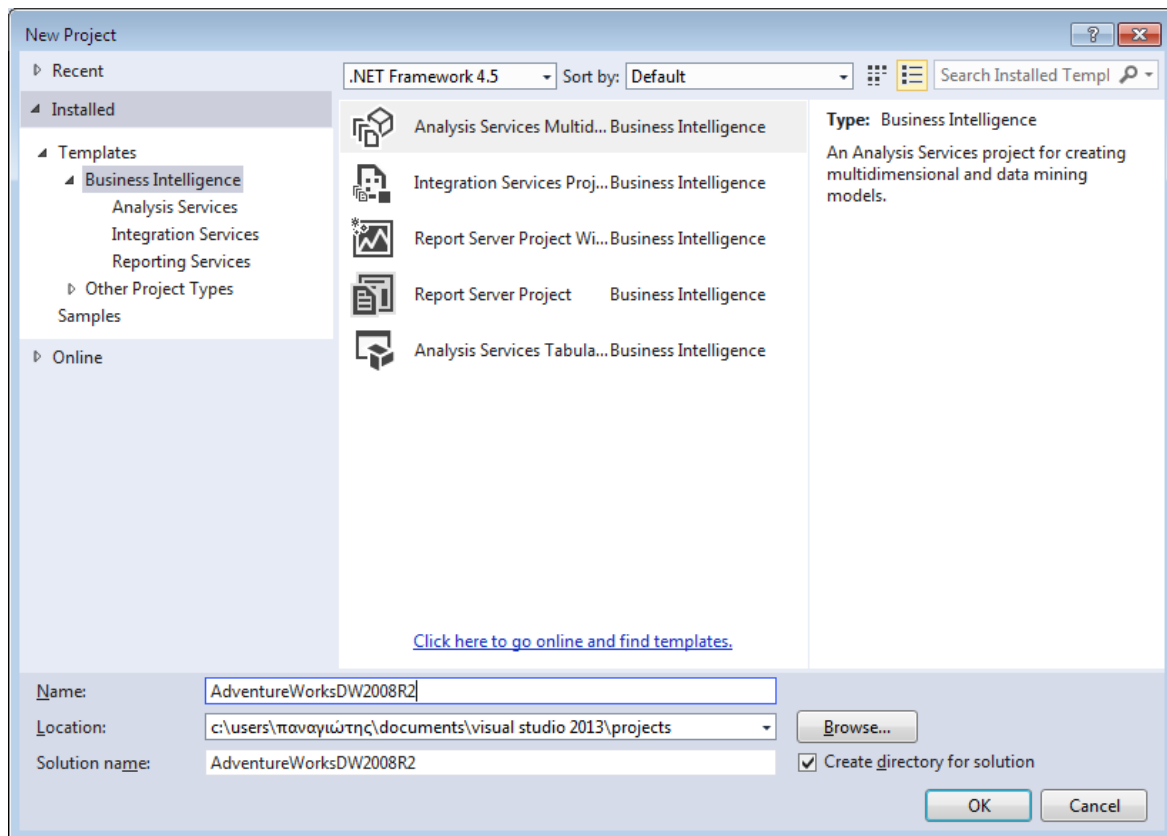 New Project
Recent
Installed
Templates
Business Intelligence
Analysis Services
Integration Services
Reporting Services
Other Project Types
Samples
Online
.NET Framework 4.5 Sort by: Default Search Installed Templ
Analysis Services Multid... Business Intelligence
Integration Services Proj... Business Intelligence
Report Server Project Wi... Business Intelligence
Report Server Project Business Intelligence
Analysis Services Tabula... Business Intelligence
Click here to go online and find templates.
Type: Business Intelligence
An Analysis Services project for creating
multidimensional and data mining
models.
Name: AdventureWorksDW2008R2
Location: c:\users\παναγιώτης\documents\visual studio 2013\projects Browse...
Solution name: AdventureWorksDW2008R2 Create directory for solution
OK Cancel